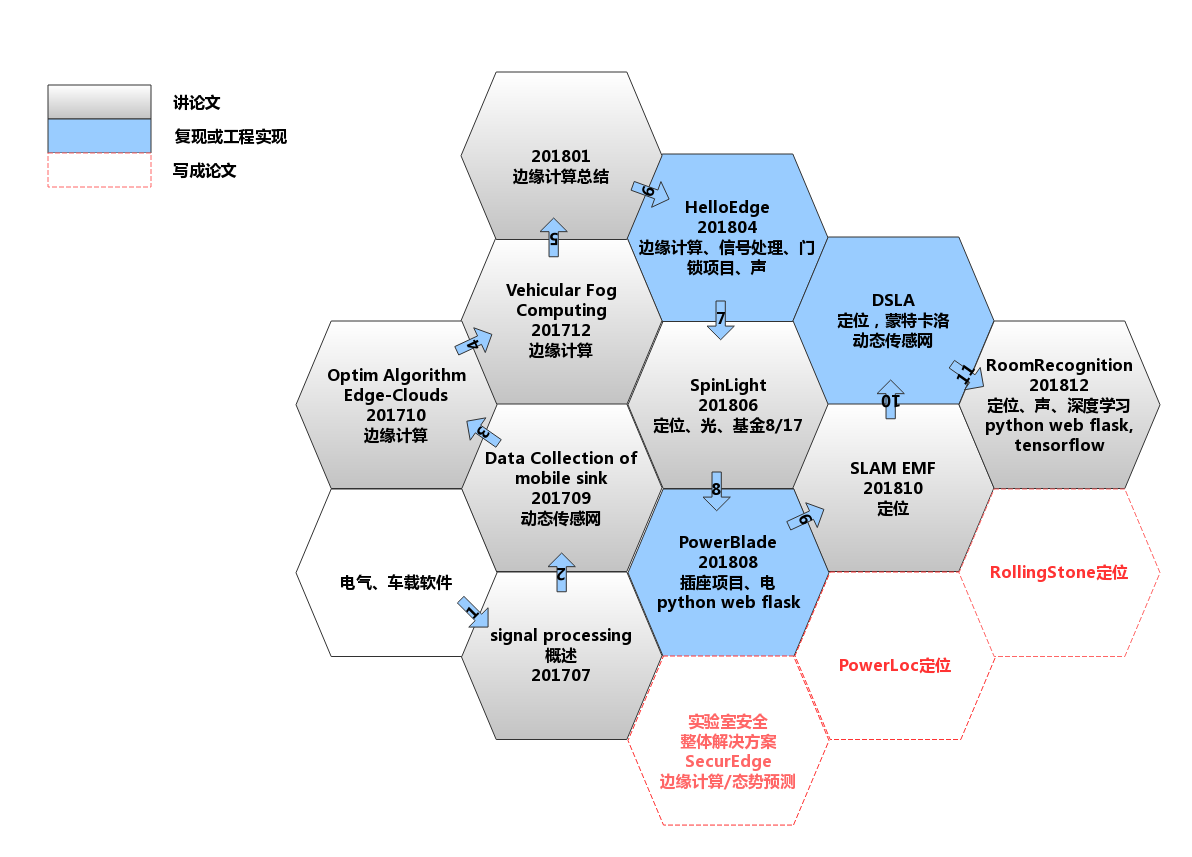 讲论文
复现或工程实现
写成论文
201801
边缘计算总结
6
HelloEdge
201804
边缘计算、信号处理、门
锁项目、声
5
Vehicular Fog
Computing
201712
边缘计算
7
DSLA
定位，蒙特卡洛
动态传感网
4
Optim Algorithm
Edge-Clouds
201710
边缘计算
SpinLight
201806
定位、光、基金8/17
11
RoomRecognition
201812
定位、声、深度学习
python web flask,
tensorflow
10
3
Data Collection of
mobile sink
201709
动态传感网
8
SLAM EMF
201810
定位
9
PowerBlade
201808
插座项目、电
python web flask
电气、车载软件
1
2
signal processing
概述
201707
RollingStone定位
PowerLoc定位
实验室安全
整体解决方案
SecurEdge
边缘计算/态势预测